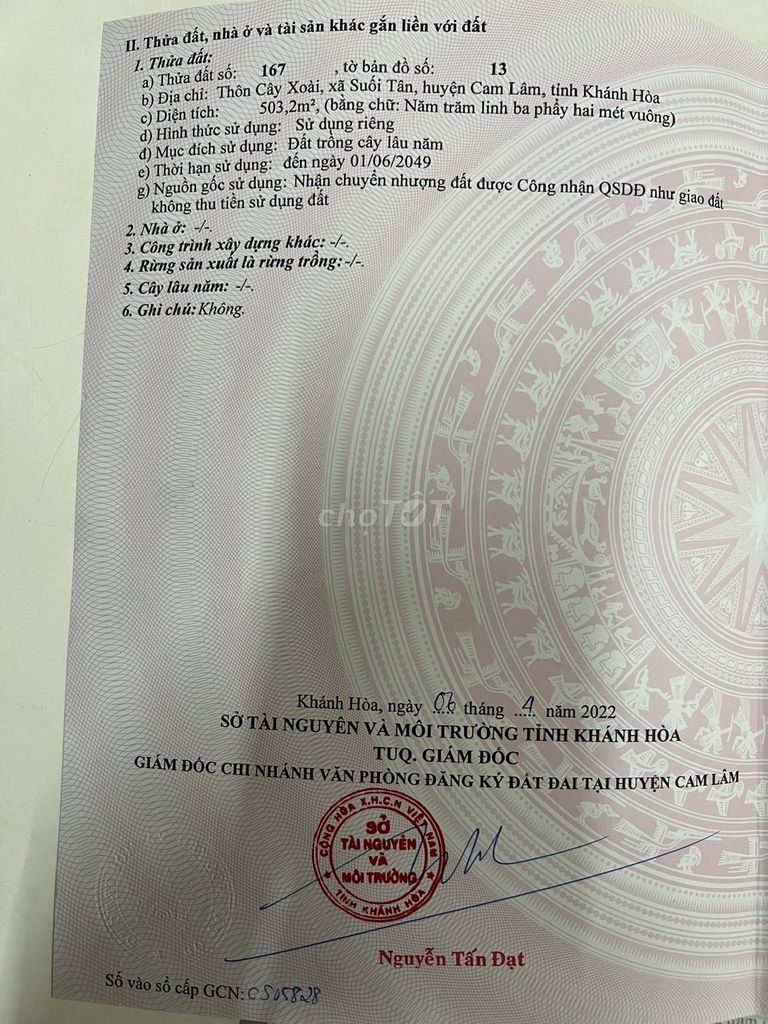 II. Thửa đất, nhà ở và tài sản khác gắn liền với đất
1. Thửa đất:
a) Thửa đất số: 167 , tờ bản đồ số: 13
b) Địa chỉ: Thôn Cây Xoài, xã Suối Tân, huyện Cam Lâm, tỉnh Khánh Hòa
c) Diện tích: 503,2m², (bằng chữ: Năm trăm linh ba phẩy hai mét vuông)
d) Hình thức sử dụng: Sử dụng riêng
đ) Mục đích sử dụng: Đất trồng cây lâu năm
e) Thời hạn sử dụng: đến ngày 01/06/2049
g) Nguồn gốc sử dụng: Nhận chuyển nhượng đất được Công nhận QSDĐ như giao đất
không thu tiền sử dụng đất
2. Nhà ở: -/-.
3. Công trình xây dựng khác: -/-.
4. Rừng sản xuất là rừng trồng:-/-.
5. Cây lâu năm: -/-.
6. Ghi chú: Không.
chợTỐT
Khánh Hòa, ngày 06 tháng 4 năm 2022
SỞ TÀI NGUYÊN VÀ MÔI TRƯỜNG TỈNH KHÁNH HÒA
TUQ. GIÁM ĐỐC
GIÁM ĐỐC CHI NHÁNH VĂN PHÒNG ĐĂNG KÝ ĐẤT ĐAI TẠI HUYỆN CAM LÂM
CỘNG HÒA X.H.C.N VIỆT NAM
SỞ
TÀI NGUYÊN
VÀ
MÔI TRƯỜNG
TỈNH KHÁNH HÒA
Nguyễn Tấn Đạt
Số vào sổ cấp GCN: CS05828